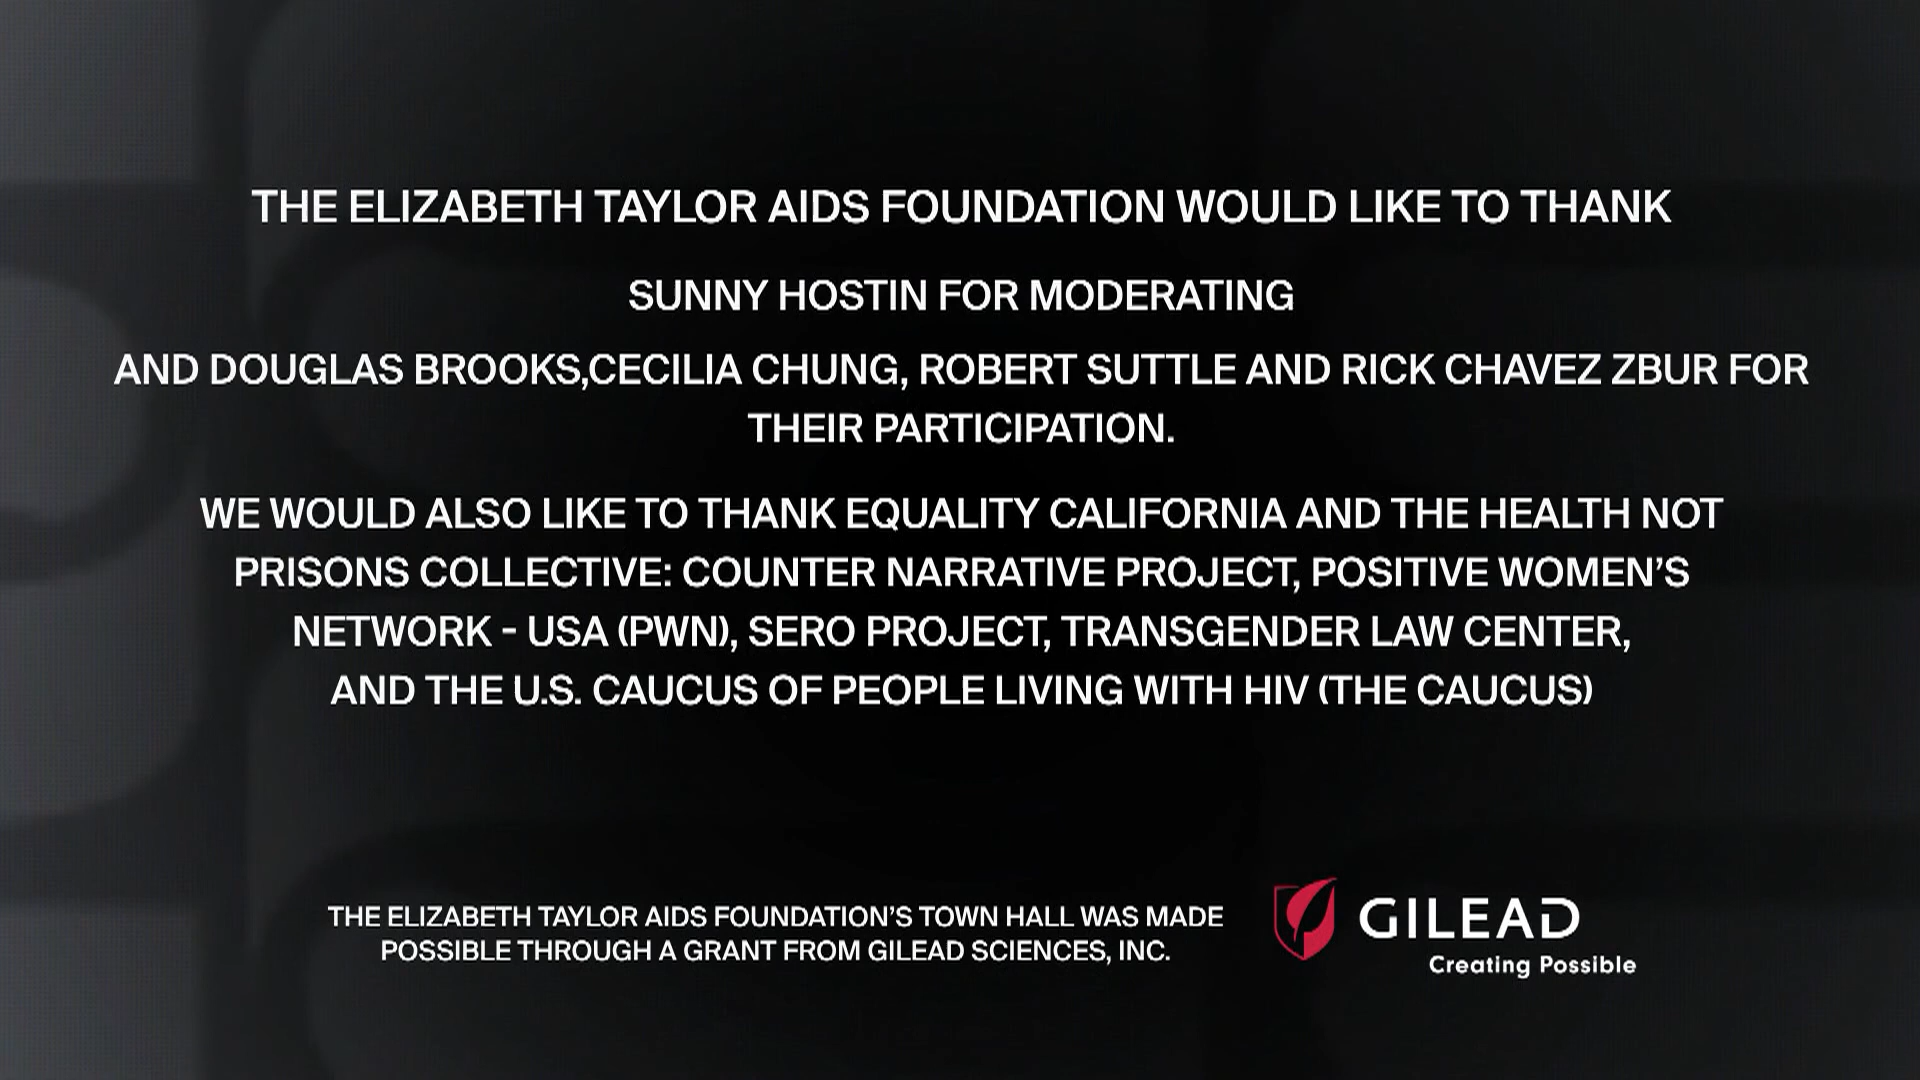 THE ELIZABETH TAYLOR AIDS FOUNDATION WOULD LIKE TO THANK
SUNNY HOSTIN FOR MODERATING
AND DOUGLAS BROOKS,CECILIA CHUNG, ROBERT SUTTLE AND RICK CHAVEZ ZBUR FOR
THEIR PARTICIPATION.
WE WOULD ALSO LIKE TO THANK EQUALITY CALIFORNIA AND THE HEALTH NOT
PRISONS COLLECTIVE: COUNTER NARRATIVE PROJECT, POSITIVE WOMEN’S
NETWORK - USA (PWN), SERO PROJECT, TRANSGENDER LAW CENTER,
AND THE U.S. CAUCUS OF PEOPLE LIVING WITH HIV (THE CAUCUS)
THE ELIZABETH TAYLOR AIDS FOUNDATION’S TOWN HALL WAS MADE
POSSIBLE THROUGH A GRANT FROM GILEAD SCIENCES, INC.
GILEAD
Creating Possible